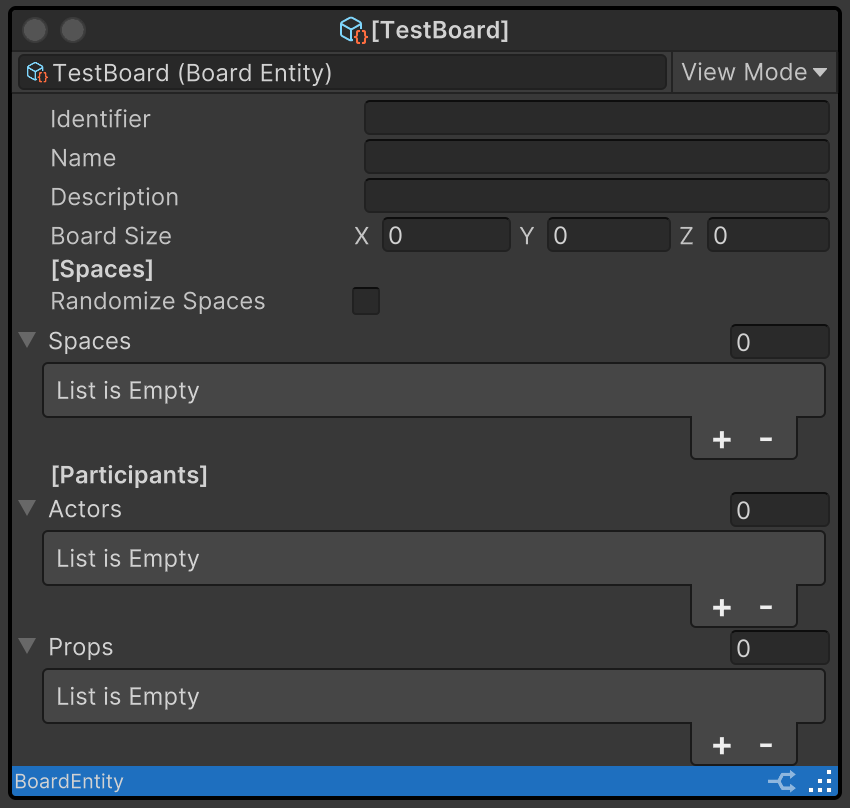 [TestBoard]
TestBoard (Board Entity) View Mode
Identifier
Name
Description
Board Size X 0 Y 0 Z 0
[Spaces]
Randomize Spaces
Spaces 0
List is Empty
+ -
[Participants]
Actors 0
List is Empty
+ -
Props 0
List is Empty
+ -
BoardEntity